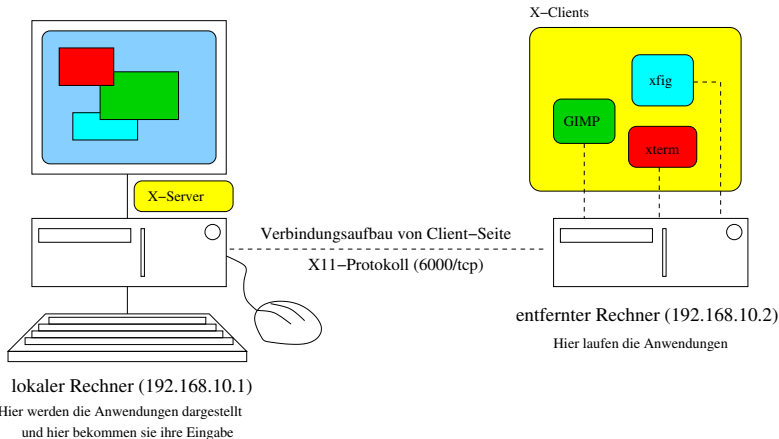 X−Clients
xfig
GIMP
xterm
X−Server
Verbindungsaufbau von Client−Seite
X11−Protokoll (6000/tcp)
entfernter Rechner (192.168.10.2)
Hier laufen die Anwendungen
lokaler Rechner (192.168.10.1)
Hier werden die Anwendungen dargestellt
und hier bekommen sie ihre Eingabe